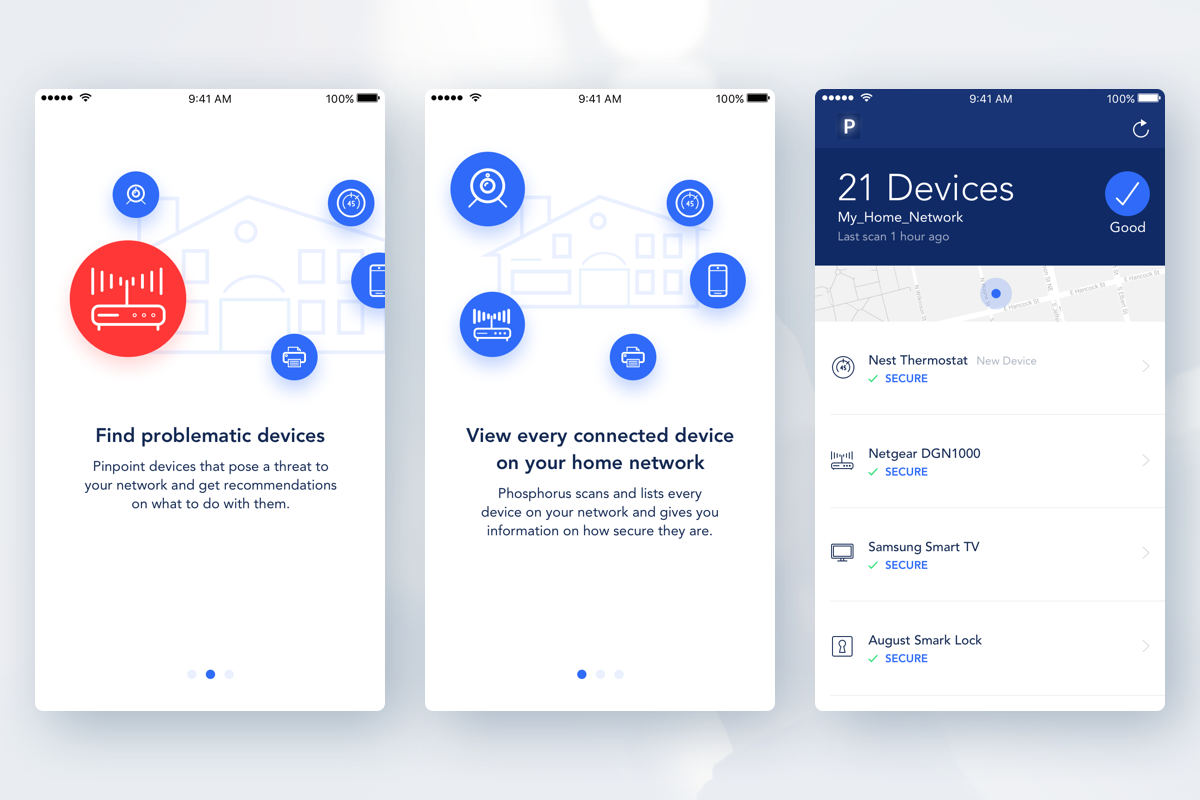 9:41 AM
100%
45
Find problematic devices
Pinpoint devices that pose a threat to
your network and get recommendations
on what to do with them.
9:41 AM
100%
45
View every connected device
on your home network
Phosphorus scans and lists every
device on your network and gives you
information on how secure they are.
9:41 AM
100%
P
21 Devices
My_Home_Network
Last scan 1 hour ago
Good
E Hancock St
E Hancock St
E Hancock St
45
Nest Thermostat New Device
SECURE
Netgear DGN1000
SECURE
Samsung Smart TV
SECURE
August Smark Lock
SECURE